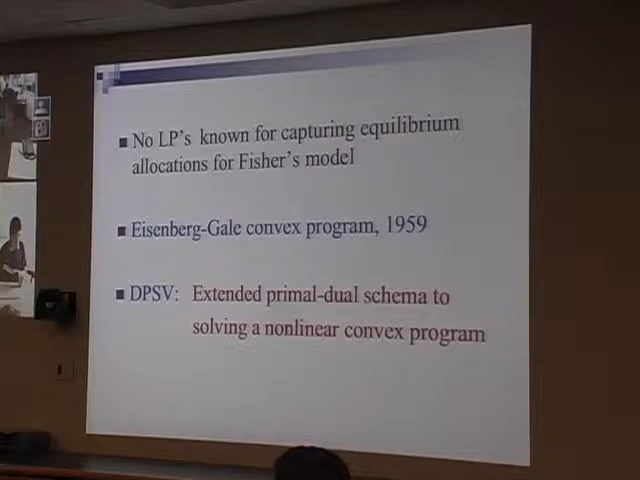 No LP's known for capturing equilibrium
allocations for Fisher's model
Eisenberg-Gale convex program, 1959
DPSV: Extended primal-dual schema to
solving a nonlinear convex program